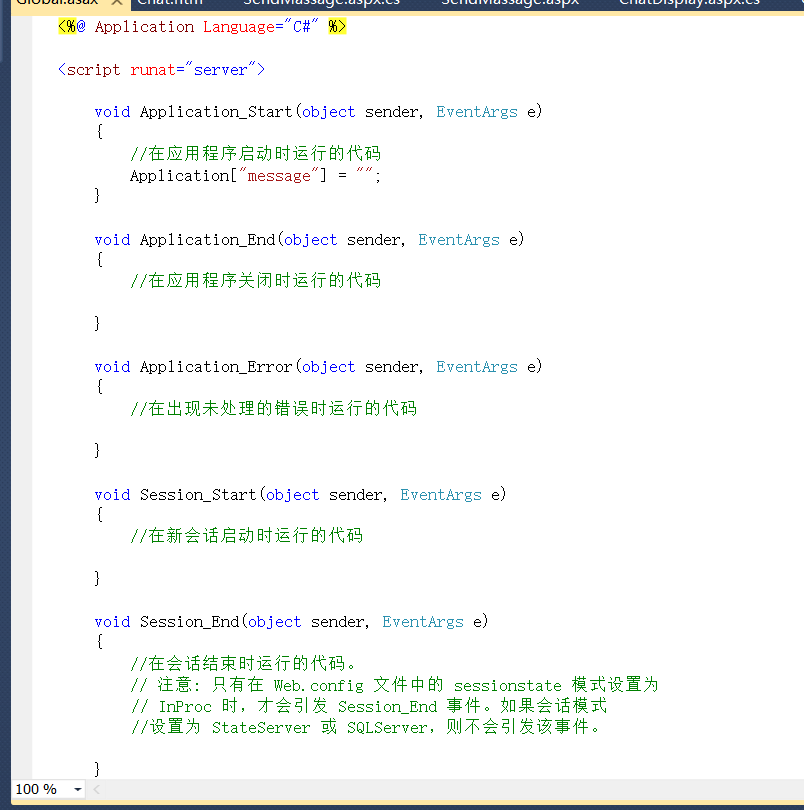 Global.asax Chat.htm SendMassage.aspx.cs SendMassage.aspx ChatDisplay.aspx.cs
<%@ Application Language="C#" %>
<script runat="server">
void Application_Start(object sender, EventArgs e)
{
//在应用程序启动时运行的代码
Application["message"] = "";
}
void Application_End(object sender, EventArgs e)
{
//在应用程序关闭时运行的代码
}
void Application_Error(object sender, EventArgs e)
{
//在出现未处理的错误时运行的代码
}
void Session_Start(object sender, EventArgs e)
{
//在新会话启动时运行的代码
}
void Session_End(object sender, EventArgs e)
{
//在会话结束时运行的代码。
// 注意: 只有在 Web.config 文件中的 sessionstate 模式设置为
// InProc 时，才会引发 Session_End 事件。如果会话模式
//设置为 StateServer 或 SQLServer，则不会引发该事件。
}
100 %